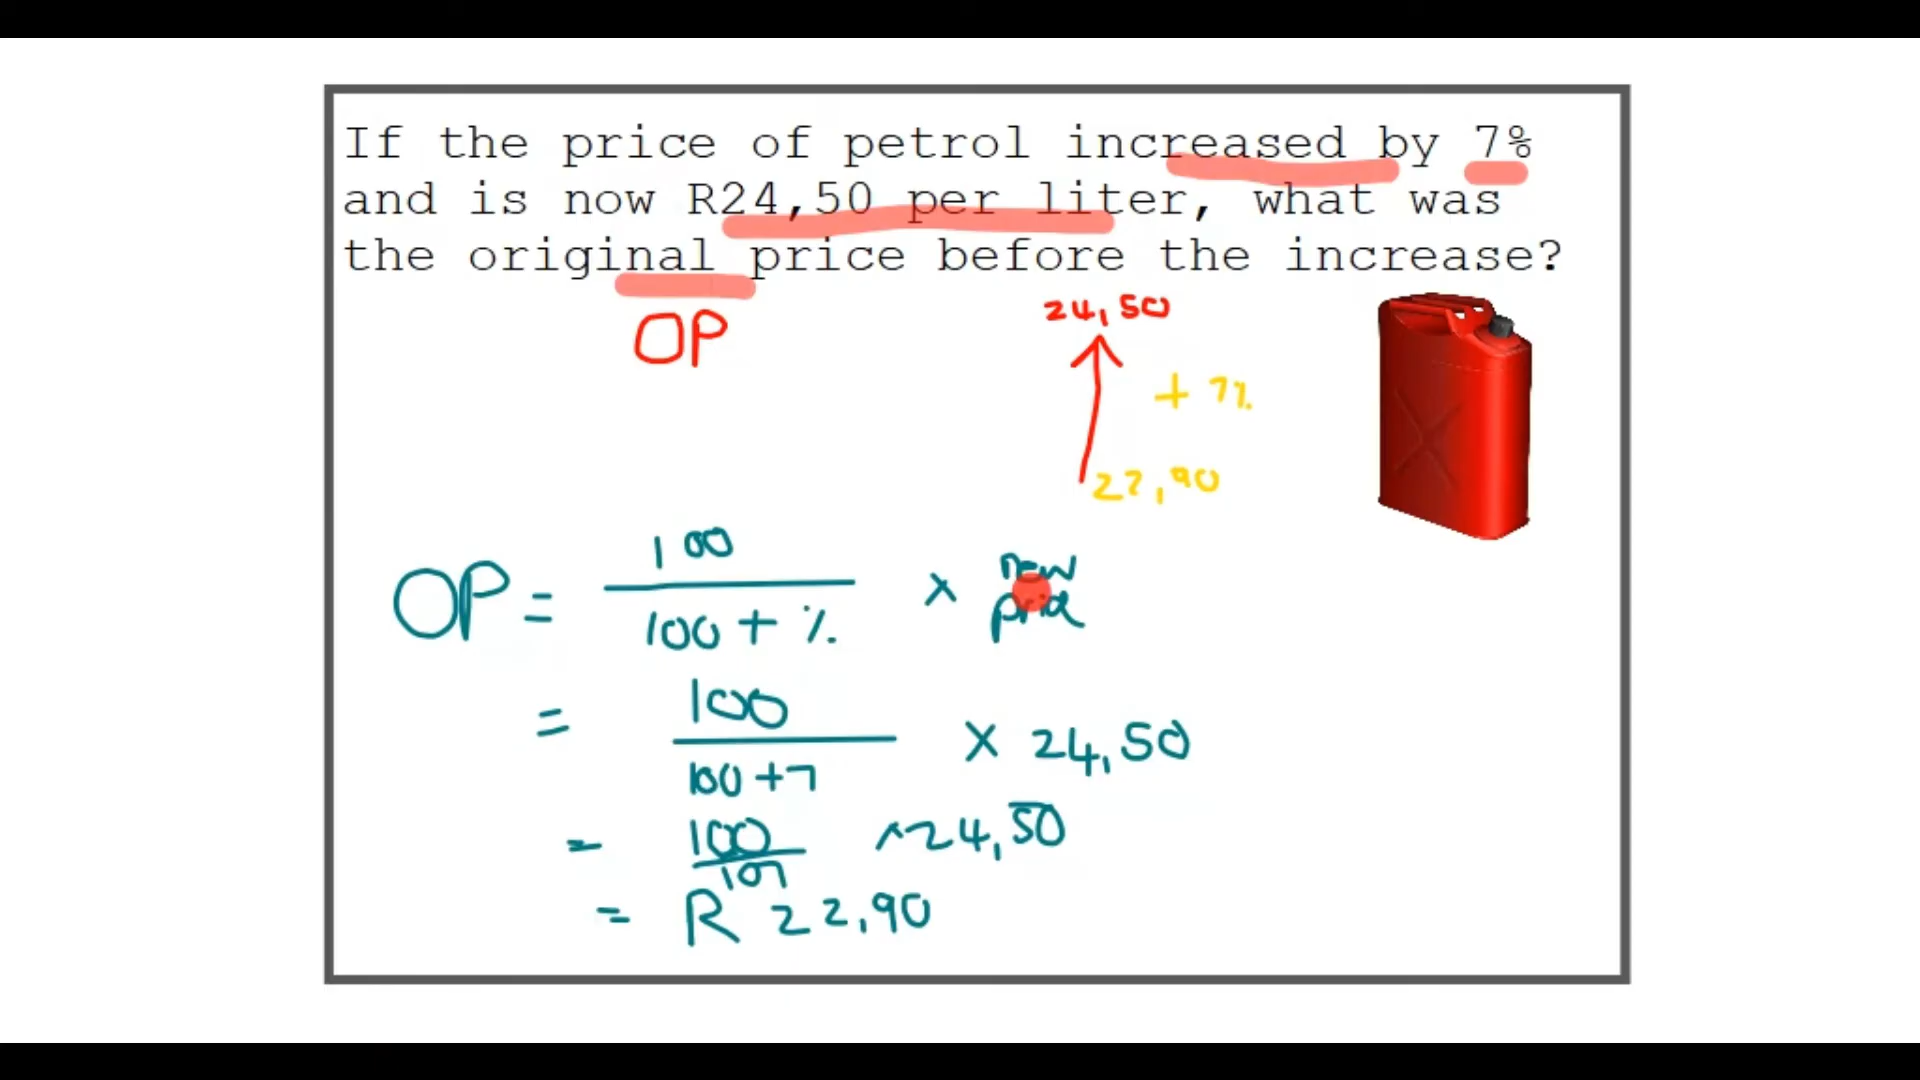 If the price of petrol increased by 7%
and is now R24,50 per liter, what was
the original price before the increase?
OP
24,50
+ 7%
22,90
OP = 100 / 100 + % × new price
= 100 / 100 + 7 × 24,50
= 100 / 107 × 24,50
= R 22,90